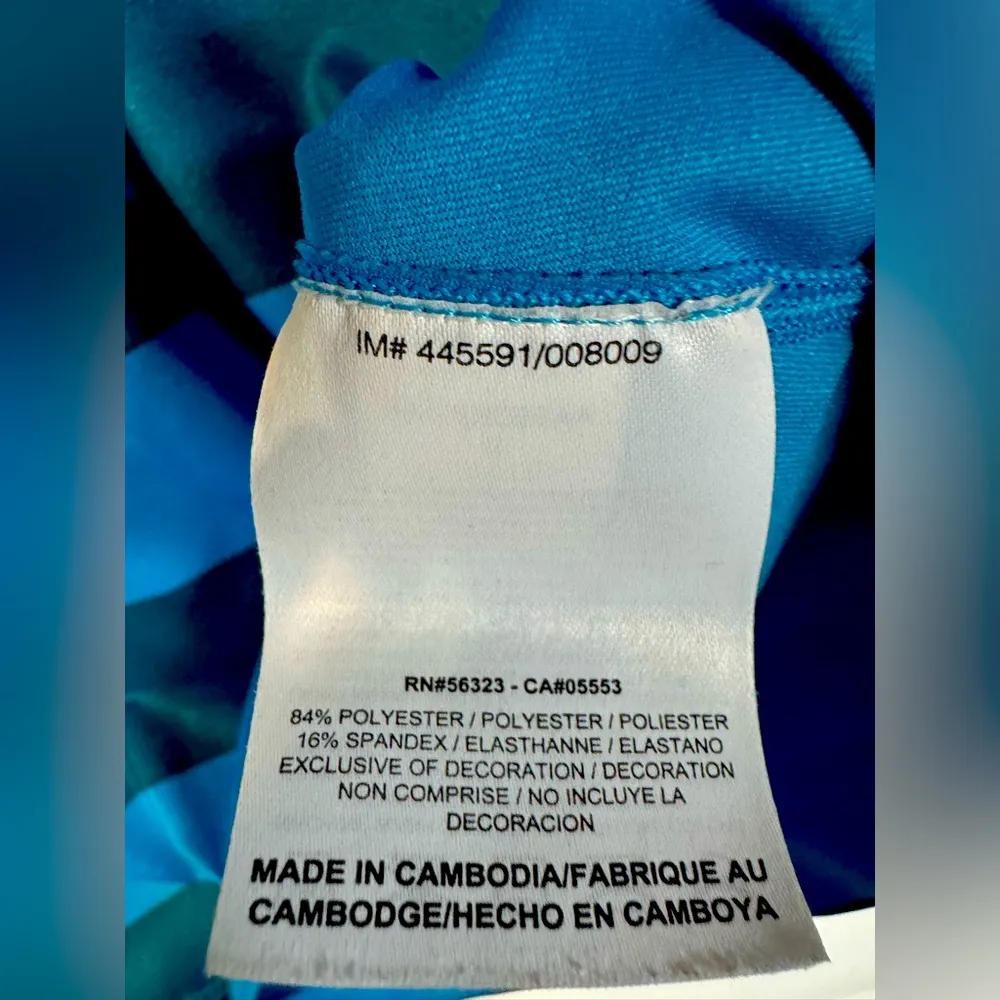 IM# 445591/008009
RN#56323 - CA#05553
84% POLYESTER / POLYESTER / POLIESTER
16% SPANDEX / ELASTHANNE / ELASTANO
EXCLUSIVE OF DECORATION / DECORATION
NON COMPRISE / NO INCLUYE LA
DECORACION
MADE IN CAMBODIA/FABRIQUE AU
CAMBODGE/HECHO EN CAMBOYA